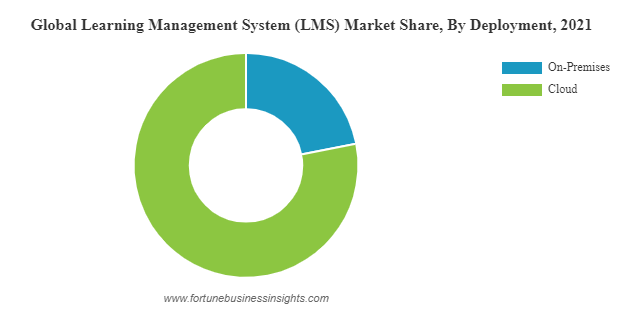 Global Learning Management System (LMS) Market Share, By Deployment, 2021
On-Premises
Cloud
www.fortunebusinessinsights.com